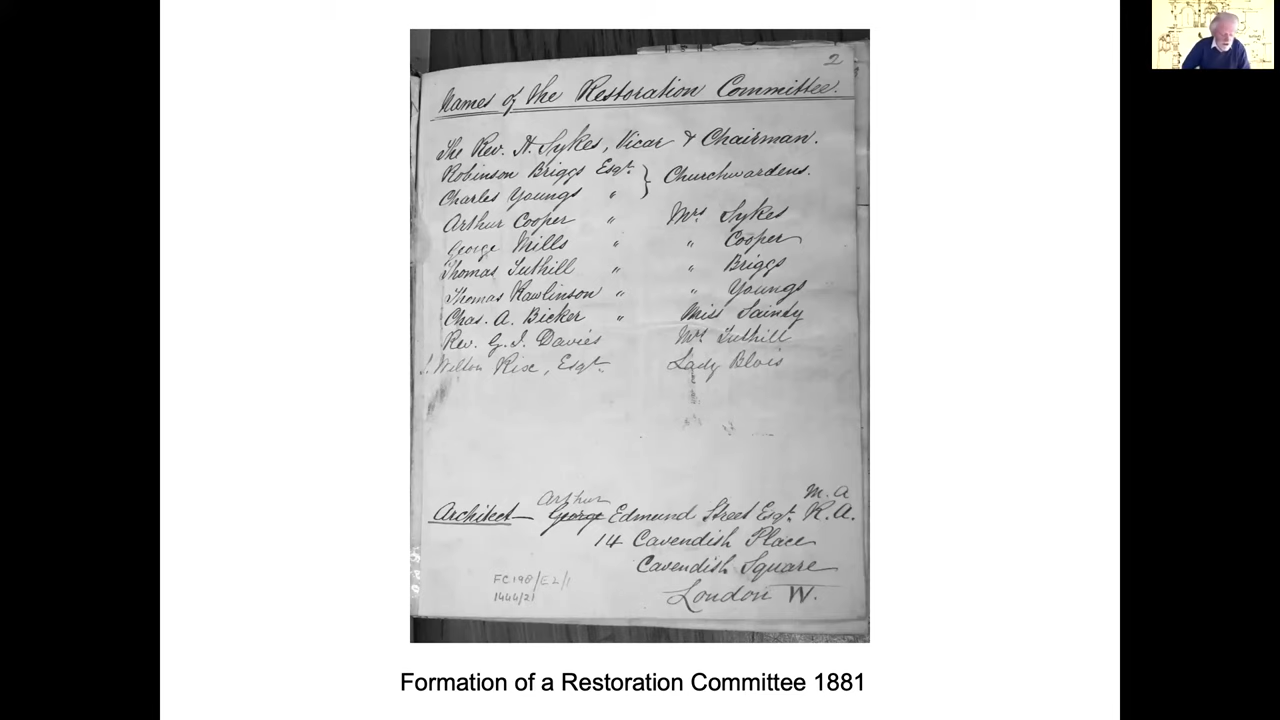 2
Names of the Restoration Committee.
The Rev. H. Sykes, Vicar & Chairman.
Robinson Briggs Esqr. } Churchwardens.
Charles Youngs "
Arthur Cooper " Mrs Sykes
George Mills " " Cooper
Thomas Tuthill " " Briggs
Thomas Rawlinson " " Youngs
Chas. A. Bicker " Miss Sainty
Rev. G. I. Davies Mrs Tuthill
J. Wilton Rix, Esqr. Lady Blois
Arthur M.A
Architect — George Edmund Street Esqr. R.A.
14 Cavendish Place
Cavendish Square
London W.
FC198/E2/1
1444/21
Formation of a Restoration Committee 1881